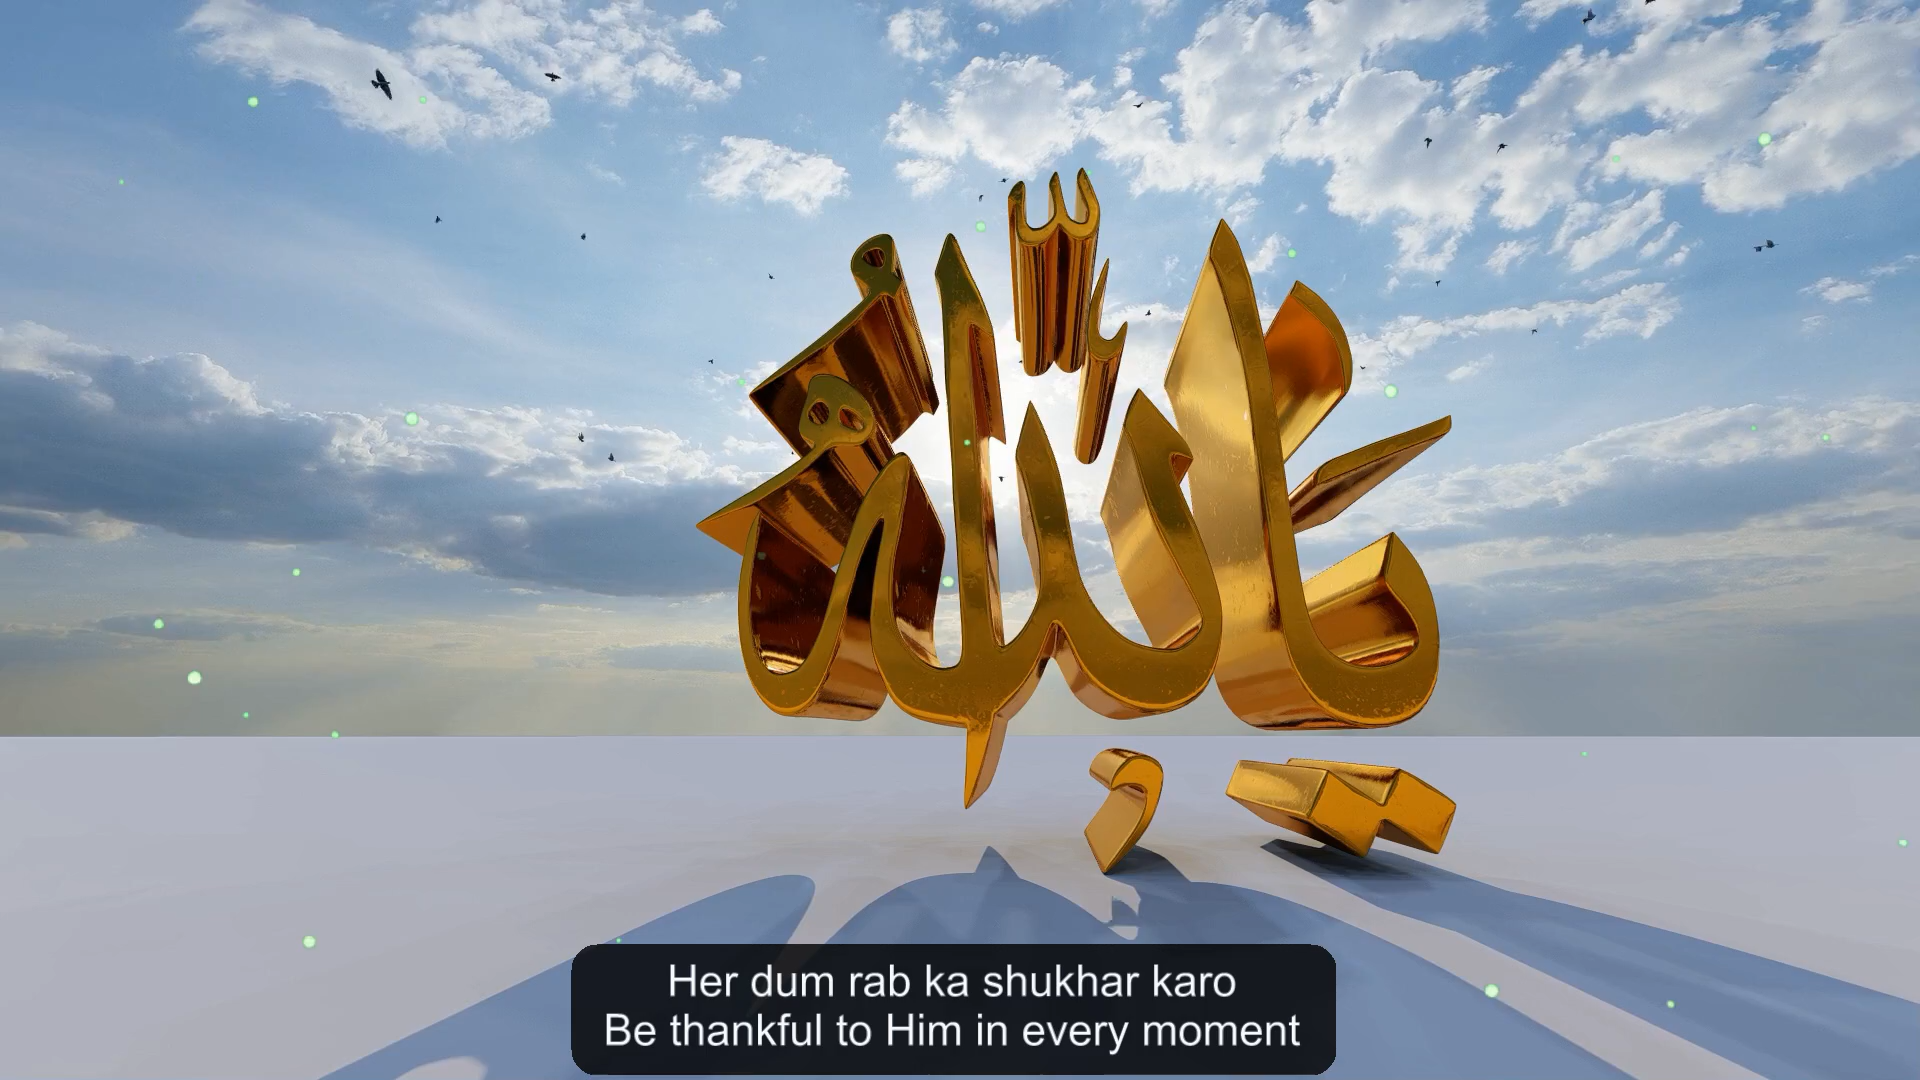 يا الله
Her dum rab ka shukhar karo
Be thankful to Him in every moment